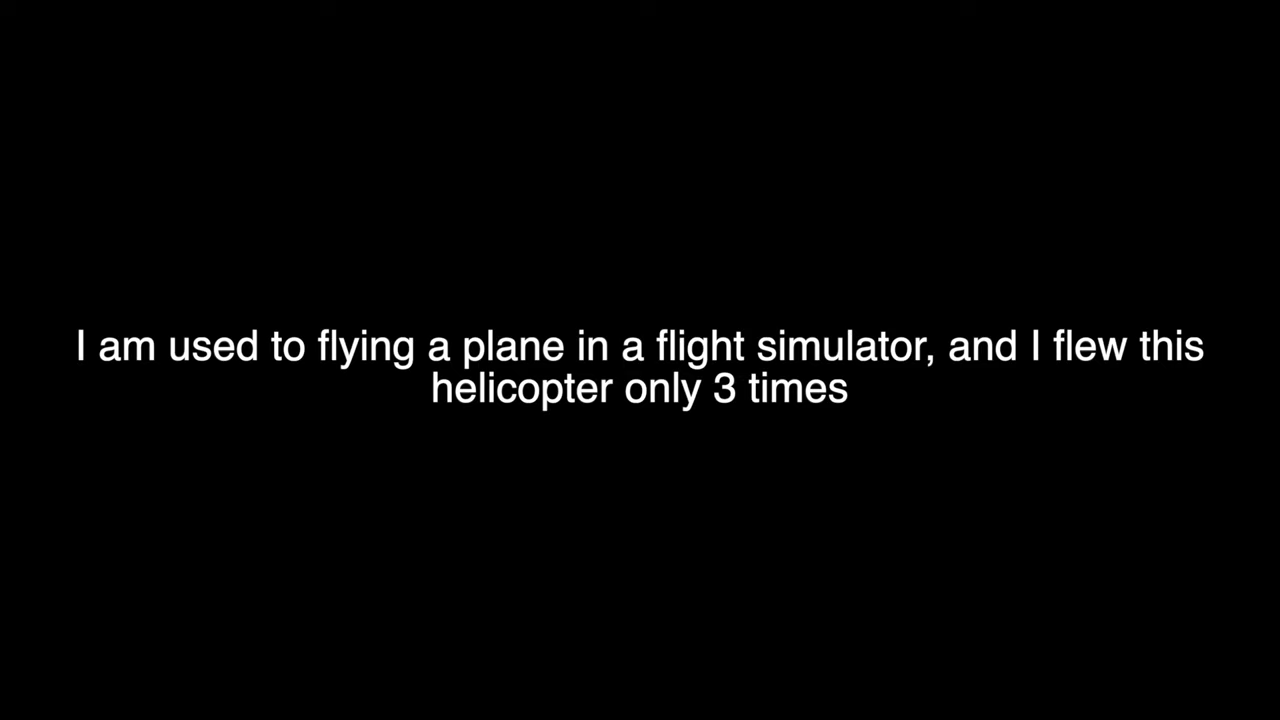 I am used to flying a plane in a flight simulator, and I flew this
helicopter only 3 times